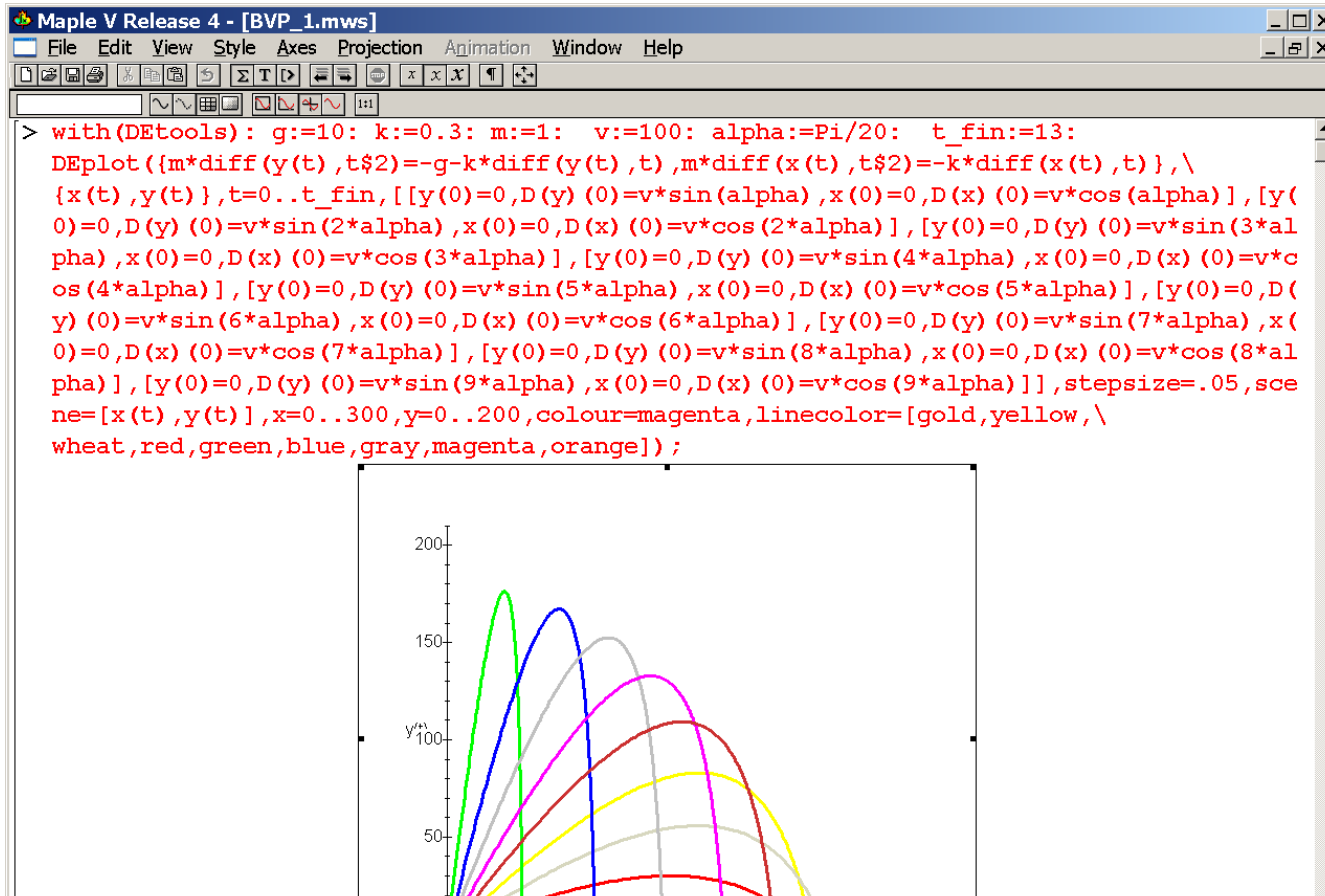 Maple V Release 4 - [BVP_1.mws]
File Edit View Style Axes Projection Animation Window Help
Σ T [> STOP x x x ¶
1:1
> with(DEtools): g:=10: k:=0.3: m:=1: v:=100: alpha:=Pi/20: t_fin:=13:
DEplot({m*diff(y(t),t$2)=-g-k*diff(y(t),t),m*diff(x(t),t$2)=-k*diff(x(t),t)},\
{x(t),y(t)},t=0..t_fin,[[y(0)=0,D(y)(0)=v*sin(alpha),x(0)=0,D(x)(0)=v*cos(alpha)],[y(
0)=0,D(y)(0)=v*sin(2*alpha),x(0)=0,D(x)(0)=v*cos(2*alpha)],[y(0)=0,D(y)(0)=v*sin(3*al
pha),x(0)=0,D(x)(0)=v*cos(3*alpha)],[y(0)=0,D(y)(0)=v*sin(4*alpha),x(0)=0,D(x)(0)=v*c
os(4*alpha)],[y(0)=0,D(y)(0)=v*sin(5*alpha),x(0)=0,D(x)(0)=v*cos(5*alpha)],[y(0)=0,D(
y)(0)=v*sin(6*alpha),x(0)=0,D(x)(0)=v*cos(6*alpha)],[y(0)=0,D(y)(0)=v*sin(7*alpha),x(
0)=0,D(x)(0)=v*cos(7*alpha)],[y(0)=0,D(y)(0)=v*sin(8*alpha),x(0)=0,D(x)(0)=v*cos(8*al
pha)],[y(0)=0,D(y)(0)=v*sin(9*alpha),x(0)=0,D(x)(0)=v*cos(9*alpha)]],stepsize=.05,sce
ne=[x(t),y(t)],x=0..300,y=0..200,colour=magenta,linecolor=[gold,yellow,\
wheat,red,green,blue,gray,magenta,orange]);
200
150
100
50